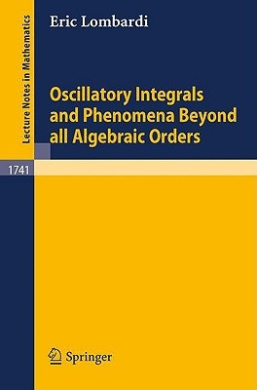 Eric Lombardi
Lecture Notes in Mathematics
Oscillatory Integrals
and Phenomena Beyond
all Algebraic Orders
1741
Springer